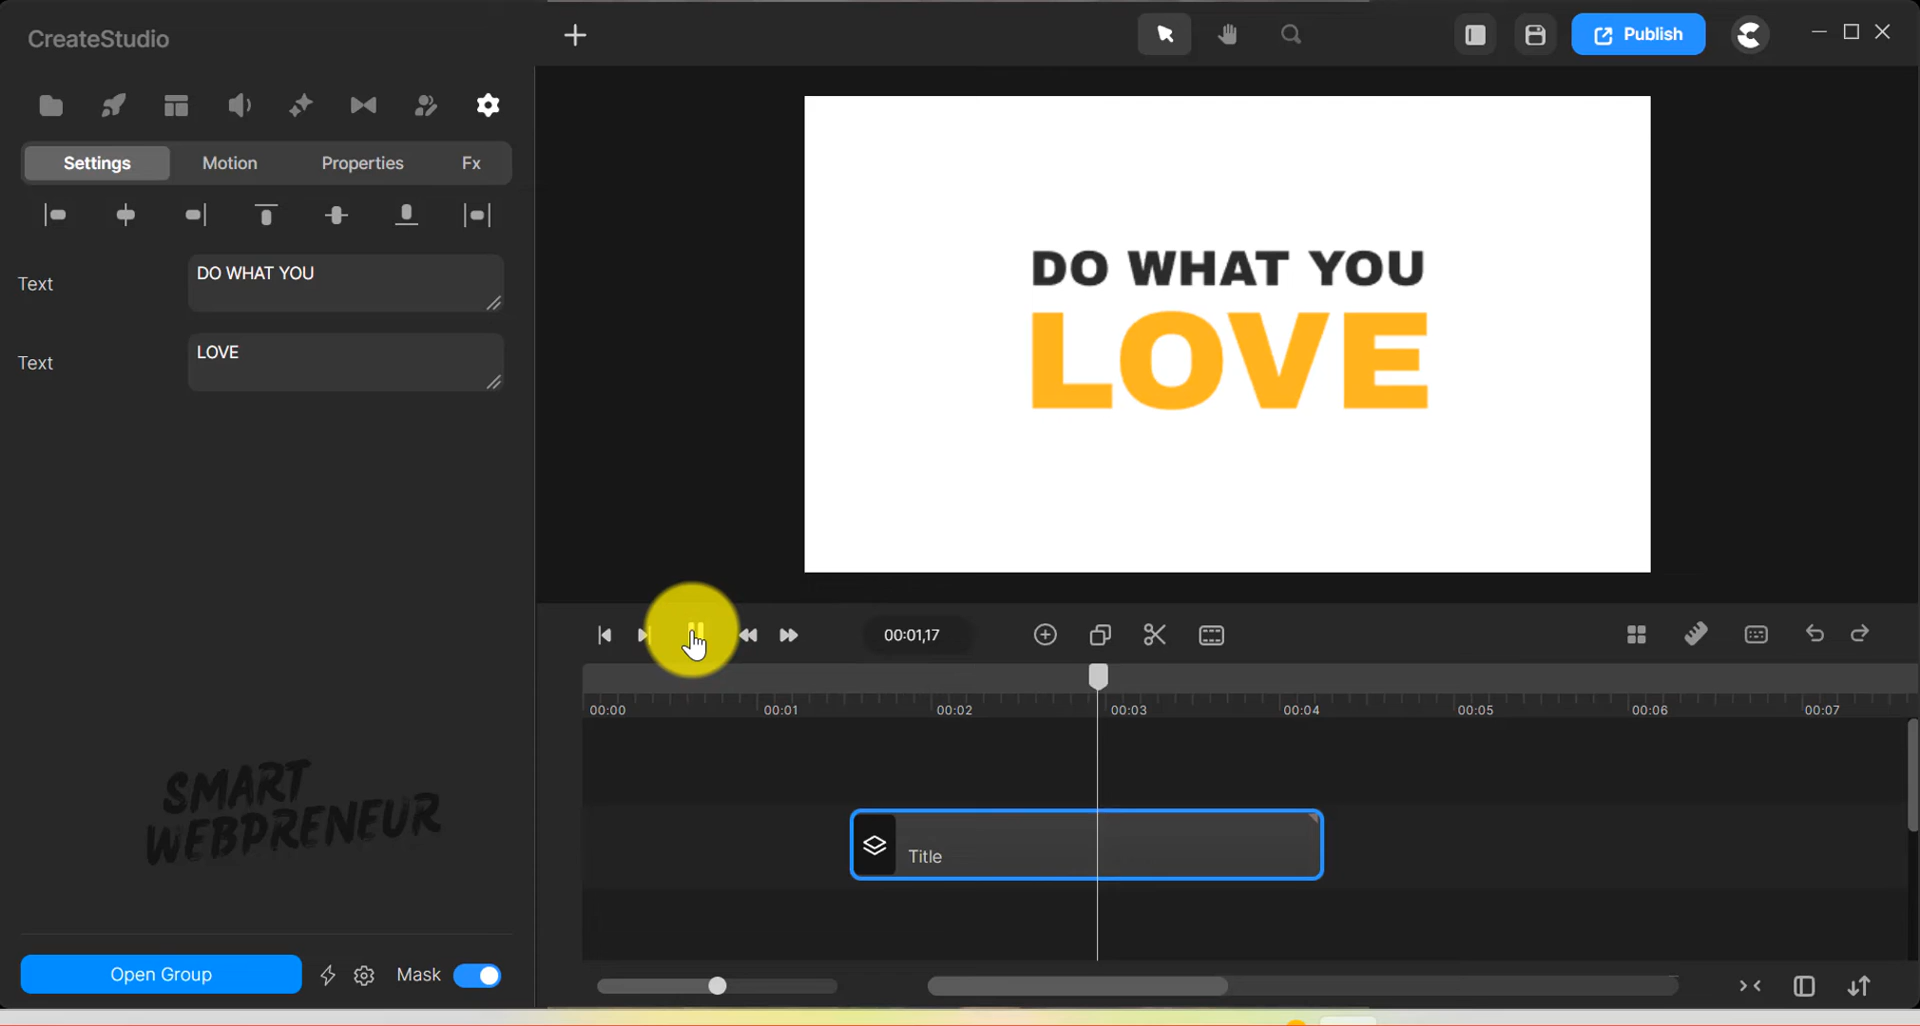 CreateStudio
Publish
Settings Motion Properties Fx
Text DO WHAT YOU
Text LOVE
DO WHAT YOU
LOVE
00:01,17
00:00 00:01 00:02 00:03 00:04 00:05 00:06 00:07
Title
SMART
WEBPRENEUR
Open Group Mask